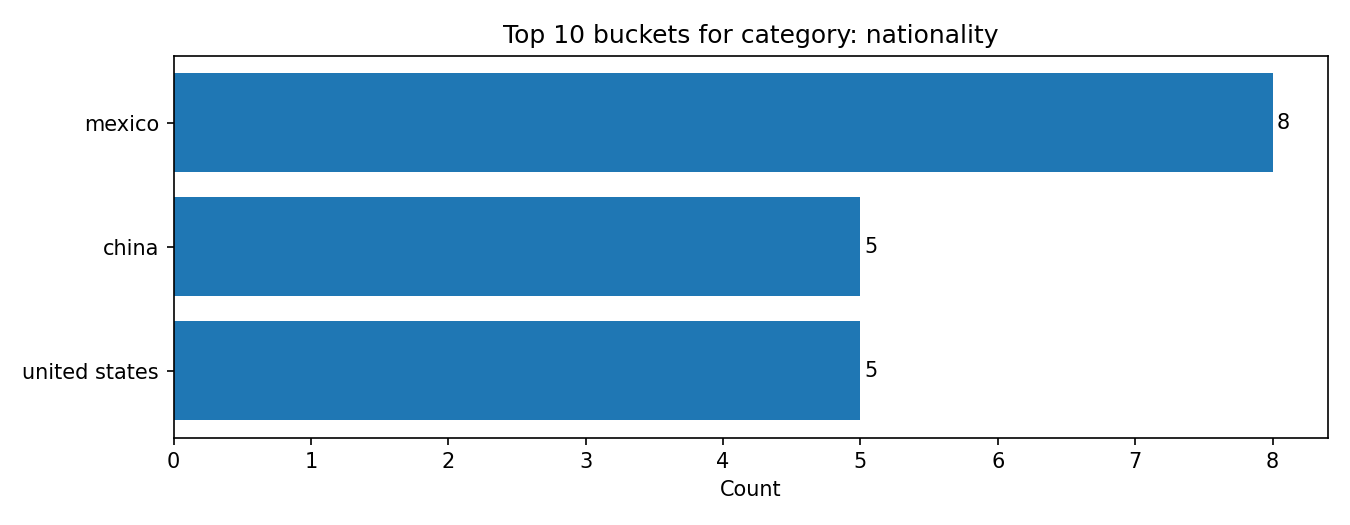 Top 10 buckets for category: nationality
mexico
8
china
5
united states
5
0 1 2 3 4 5 6 7 8
Count